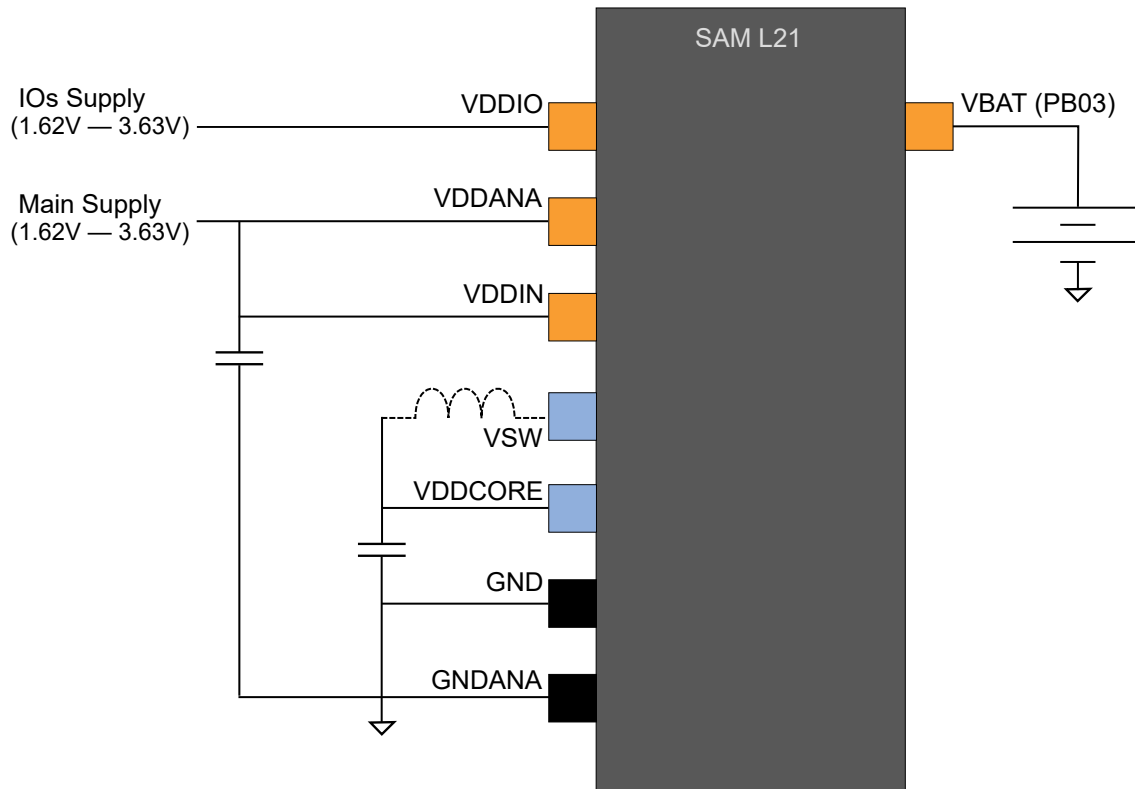 SAM L21
IOs Supply
(1.62V — 3.63V)
VDDIO
VBAT (PB03)
Main Supply
(1.62V — 3.63V)
VDDANA
VDDIN
VSW
VDDCORE
GND
GNDANA